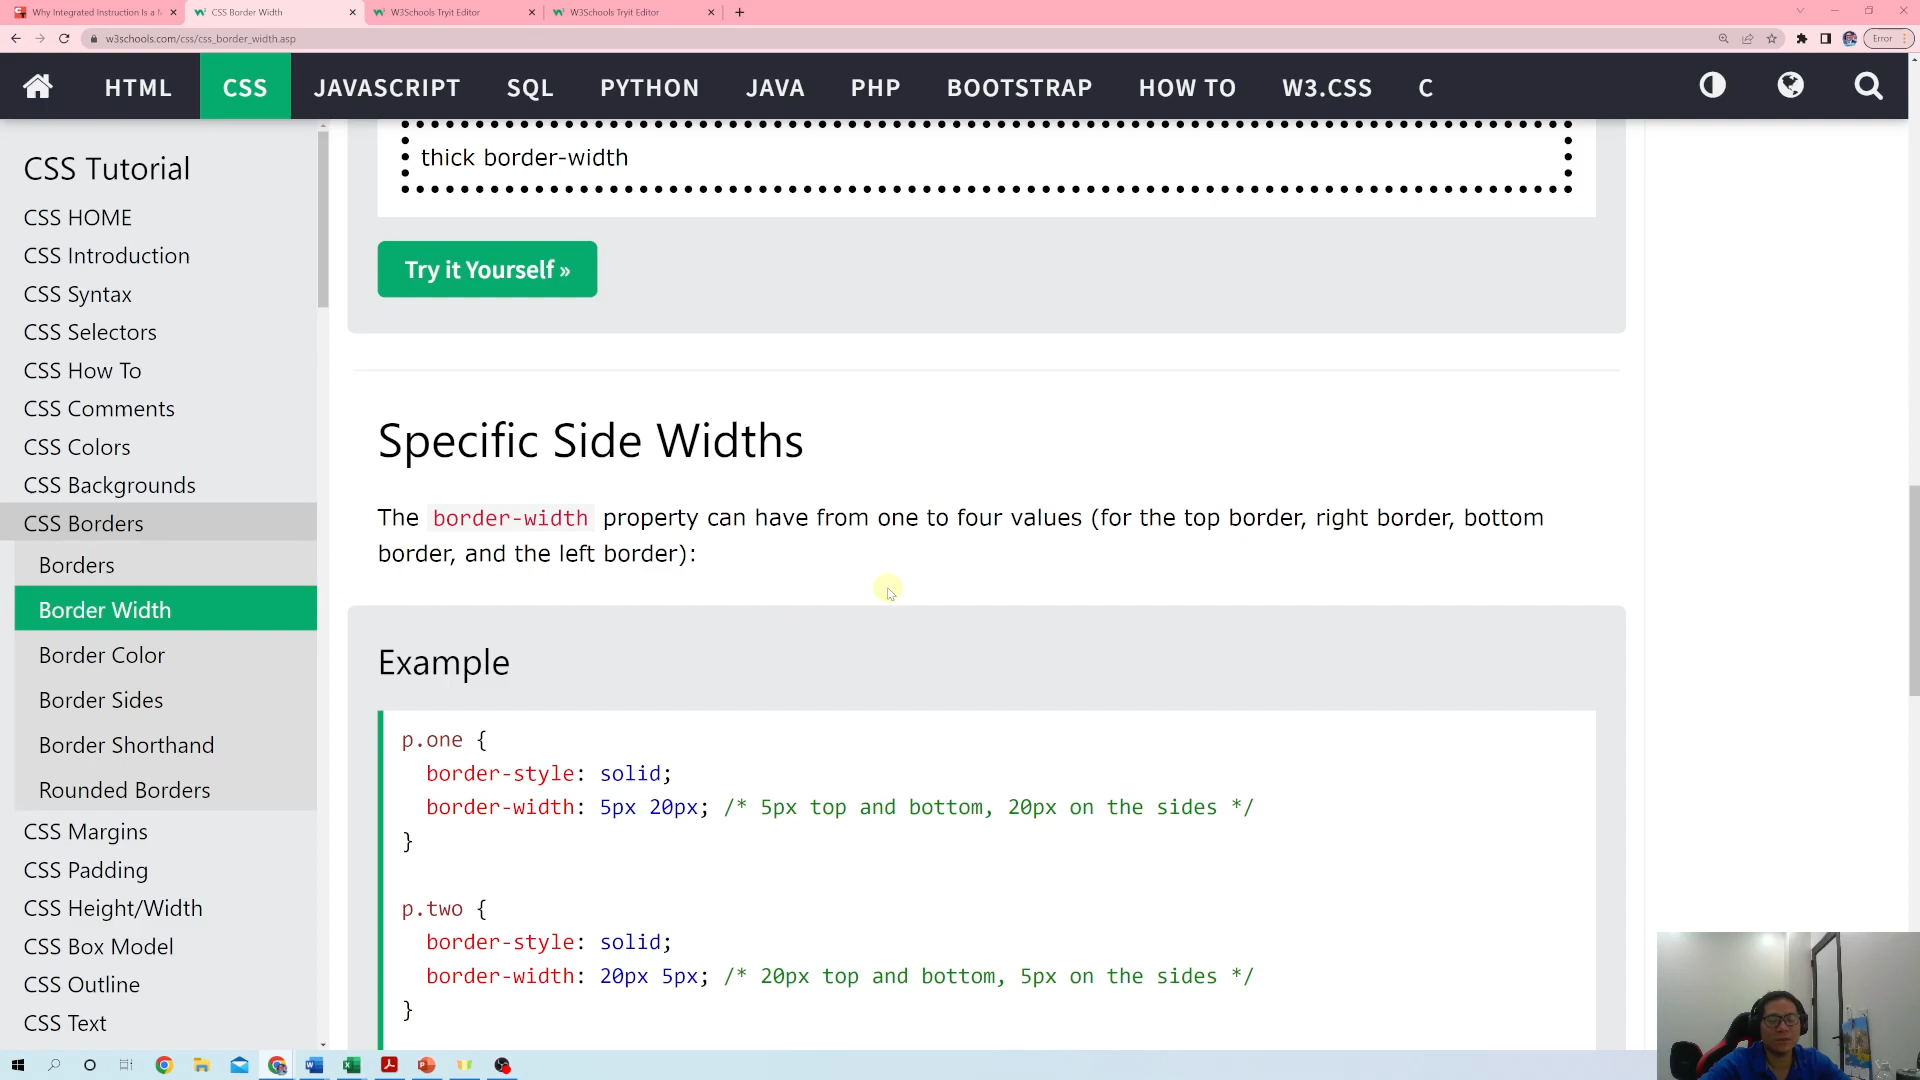 Why Integrated Instruction Is a M
CSS Border Width
W3Schools Tryit Editor
W3Schools Tryit Editor
w3schools.com/css/css_border_width.asp
Error
HTML
CSS
JAVASCRIPT
SQL
PYTHON
JAVA
PHP
BOOTSTRAP
HOW TO
W3.CSS
C
CSS Tutorial
CSS HOME
CSS Introduction
CSS Syntax
CSS Selectors
CSS How To
CSS Comments
CSS Colors
CSS Backgrounds
CSS Borders
Borders
Border Width
Border Color
Border Sides
Border Shorthand
Rounded Borders
CSS Margins
CSS Padding
CSS Height/Width
CSS Box Model
CSS Outline
CSS Text
thick border-width
Try it Yourself »
Specific Side Widths
The border-width property can have from one to four values (for the top border, right border, bottom
border, and the left border):
Example
p.one {
border-style: solid;
border-width: 5px 20px; /* 5px top and bottom, 20px on the sides */
}
p.two {
border-style: solid;
border-width: 20px 5px; /* 20px top and bottom, 5px on the sides */
}